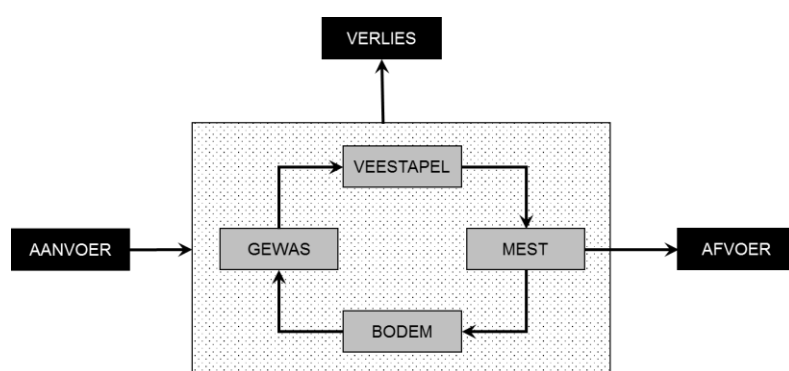 VERLIES
VEESTAPEL
AANVOER
GEWAS
MEST
AFVOER
BODEM